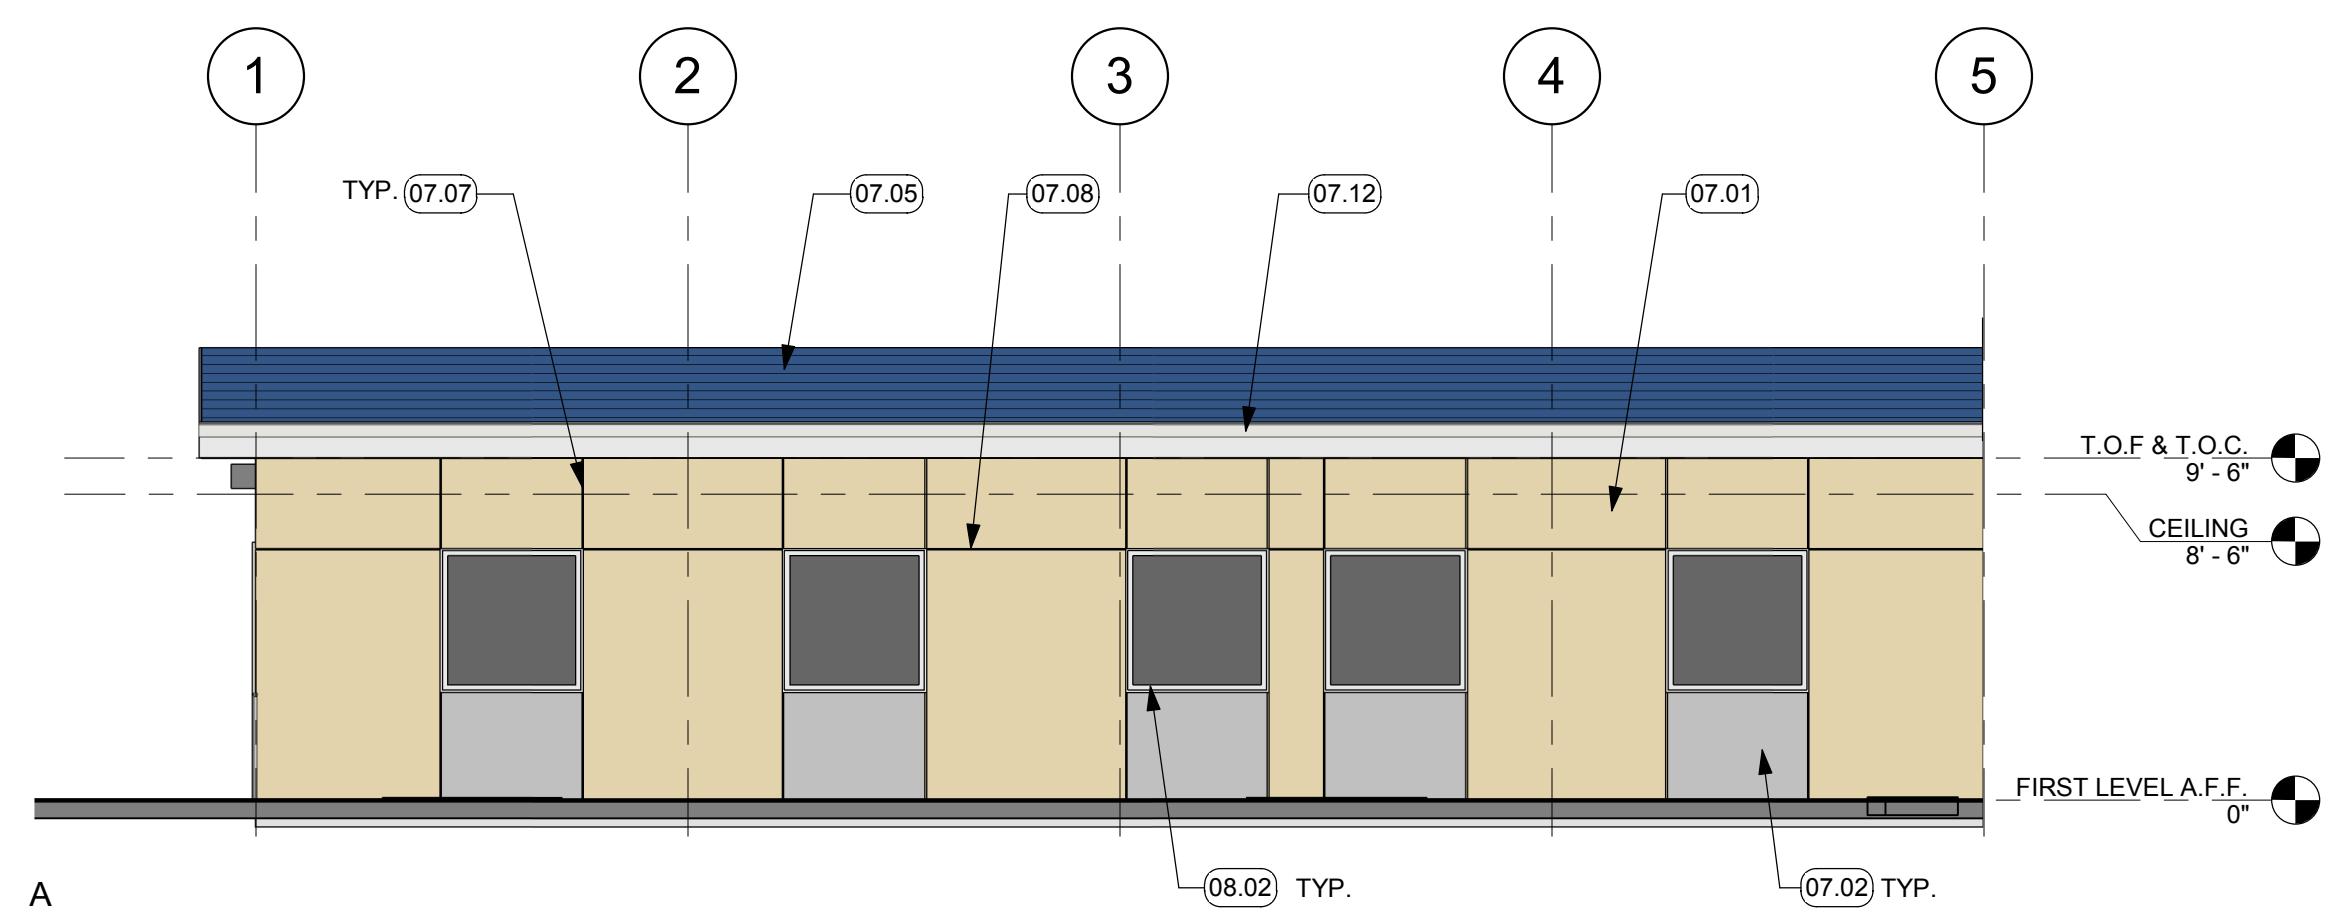 1 2 3 4 5
TYP. 07.07 07.05 07.08 07.12 07.01
T.O.F & T.O.C.
9' - 6"
CEILING
8' - 6"
FIRST LEVEL A.F.F.
0"
08.02 TYP. 07.02 TYP.
A